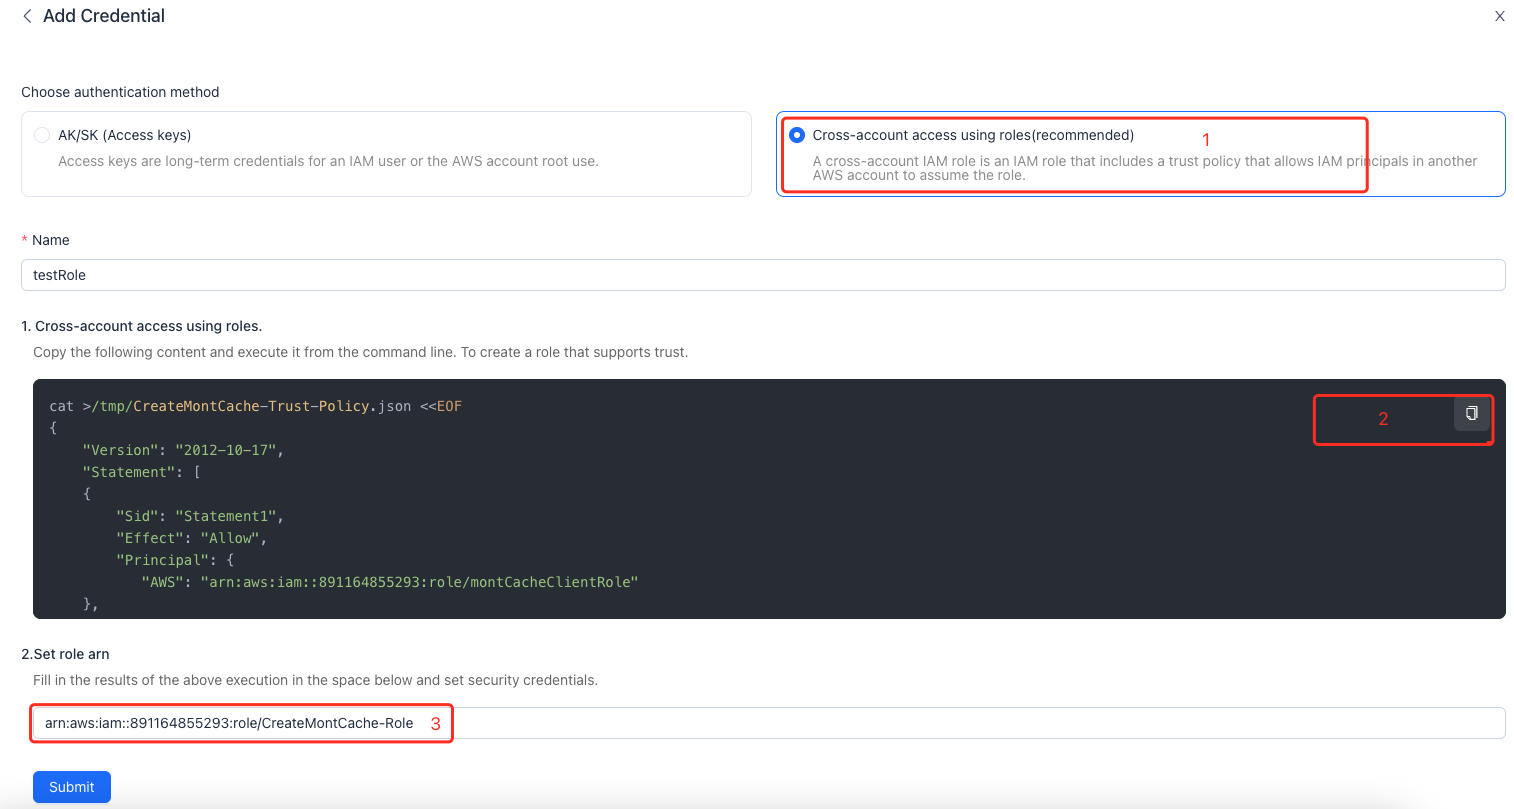 Add Credential
X
Choose authentication method
AK/SK (Access keys)
Access keys are long-term credentials for an IAM user or the AWS account root use.
Cross-account access using roles(recommended)
1
A cross-account IAM role is an IAM role that includes a trust policy that allows IAM principals in another
AWS account to assume the role.
* Name
testRole
1. Cross-account access using roles.
Copy the following content and execute it from the command line. To create a role that supports trust.
cat >/tmp/CreateMontCache-Trust-Policy.json <<EOF
2
{
"Version": "2012-10-17",
"Statement": [
{
"Sid": "Statement1",
"Effect": "Allow",
"Principal": {
"AWS": "arn:aws:iam::891164855293:role/montCacheClientRole"
},
2.Set role arn
Fill in the results of the above execution in the space below and set security credentials.
arn:aws:iam::891164855293:role/CreateMontCache-Role
3
Submit